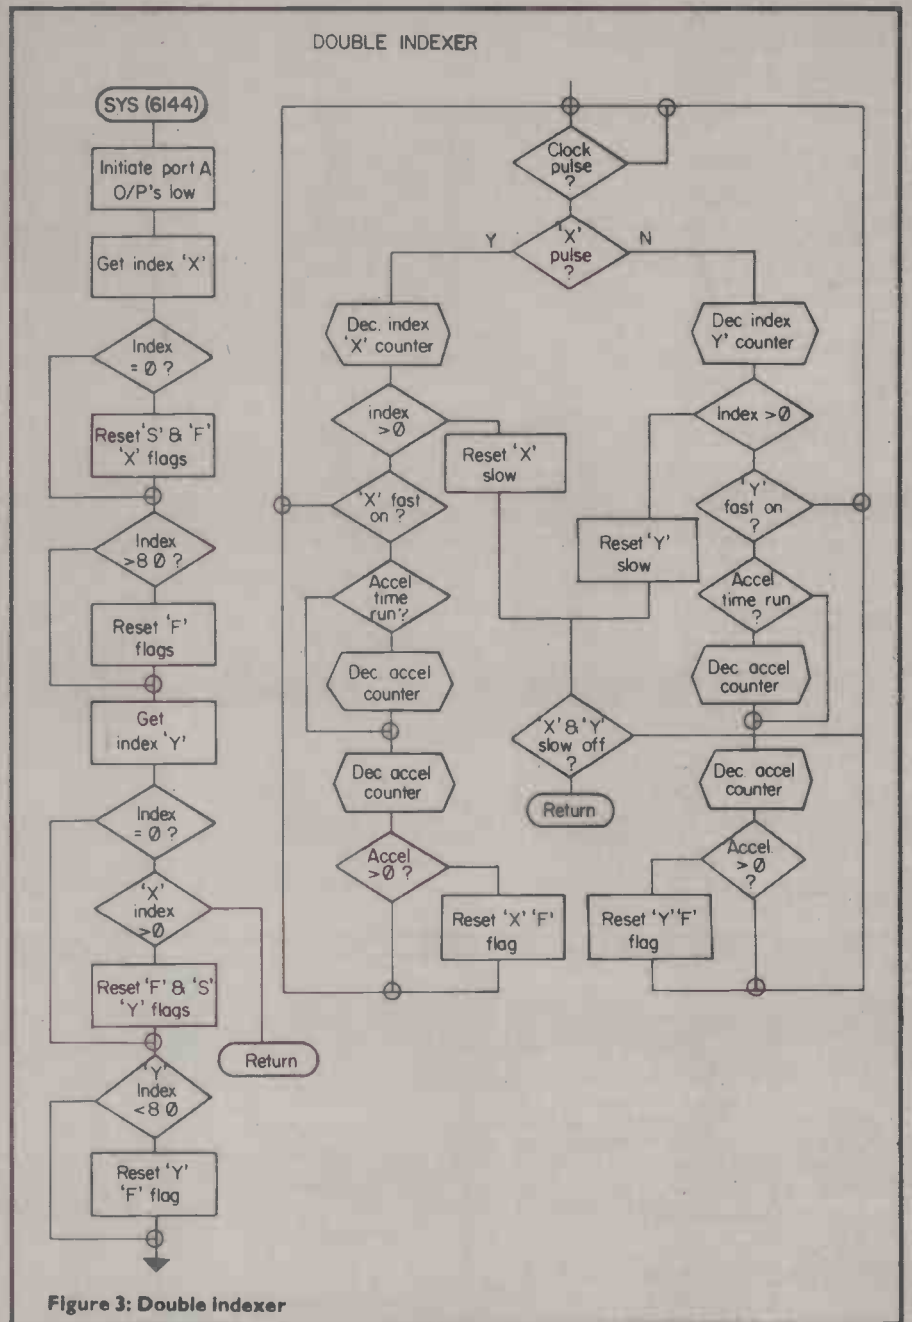 DOUBLE INDEXER
SYS (6144)
Initiate port A
O/P's low
Get index 'X'
Index
= Ø ?
Reset 'S' & 'F'
'X' flags
Index
>8 Ø ?
Reset 'F'
flags
Get
index 'Y'
Index
= Ø ?
'X'
index
>Ø
Reset 'F' & 'S'
'Y' flags
Return
'Y'
Index
<8 Ø
Reset 'Y'
'F' flag
Clock
pulse
?
'X'
pulse
?
Y
N
Dec. index
'X' counter
index
>Ø
Reset 'X'
slow
'X' fast
on ?
Accel
time
run?
Dec accel
counter
Dec accel
counter
Accel
>Ø ?
Reset 'X' 'F'
flag
Dec index
Y' counter
Index >Ø
Reset 'Y'
slow
'Y'
fast on
?
Accel
time run
?
Dec accel
counter
'X' & 'Y'
slow off
?
Return
Dec. accel
counter
Accel
>Ø
?
Reset 'Y' 'F'
flag
Figure 3: Double indexer